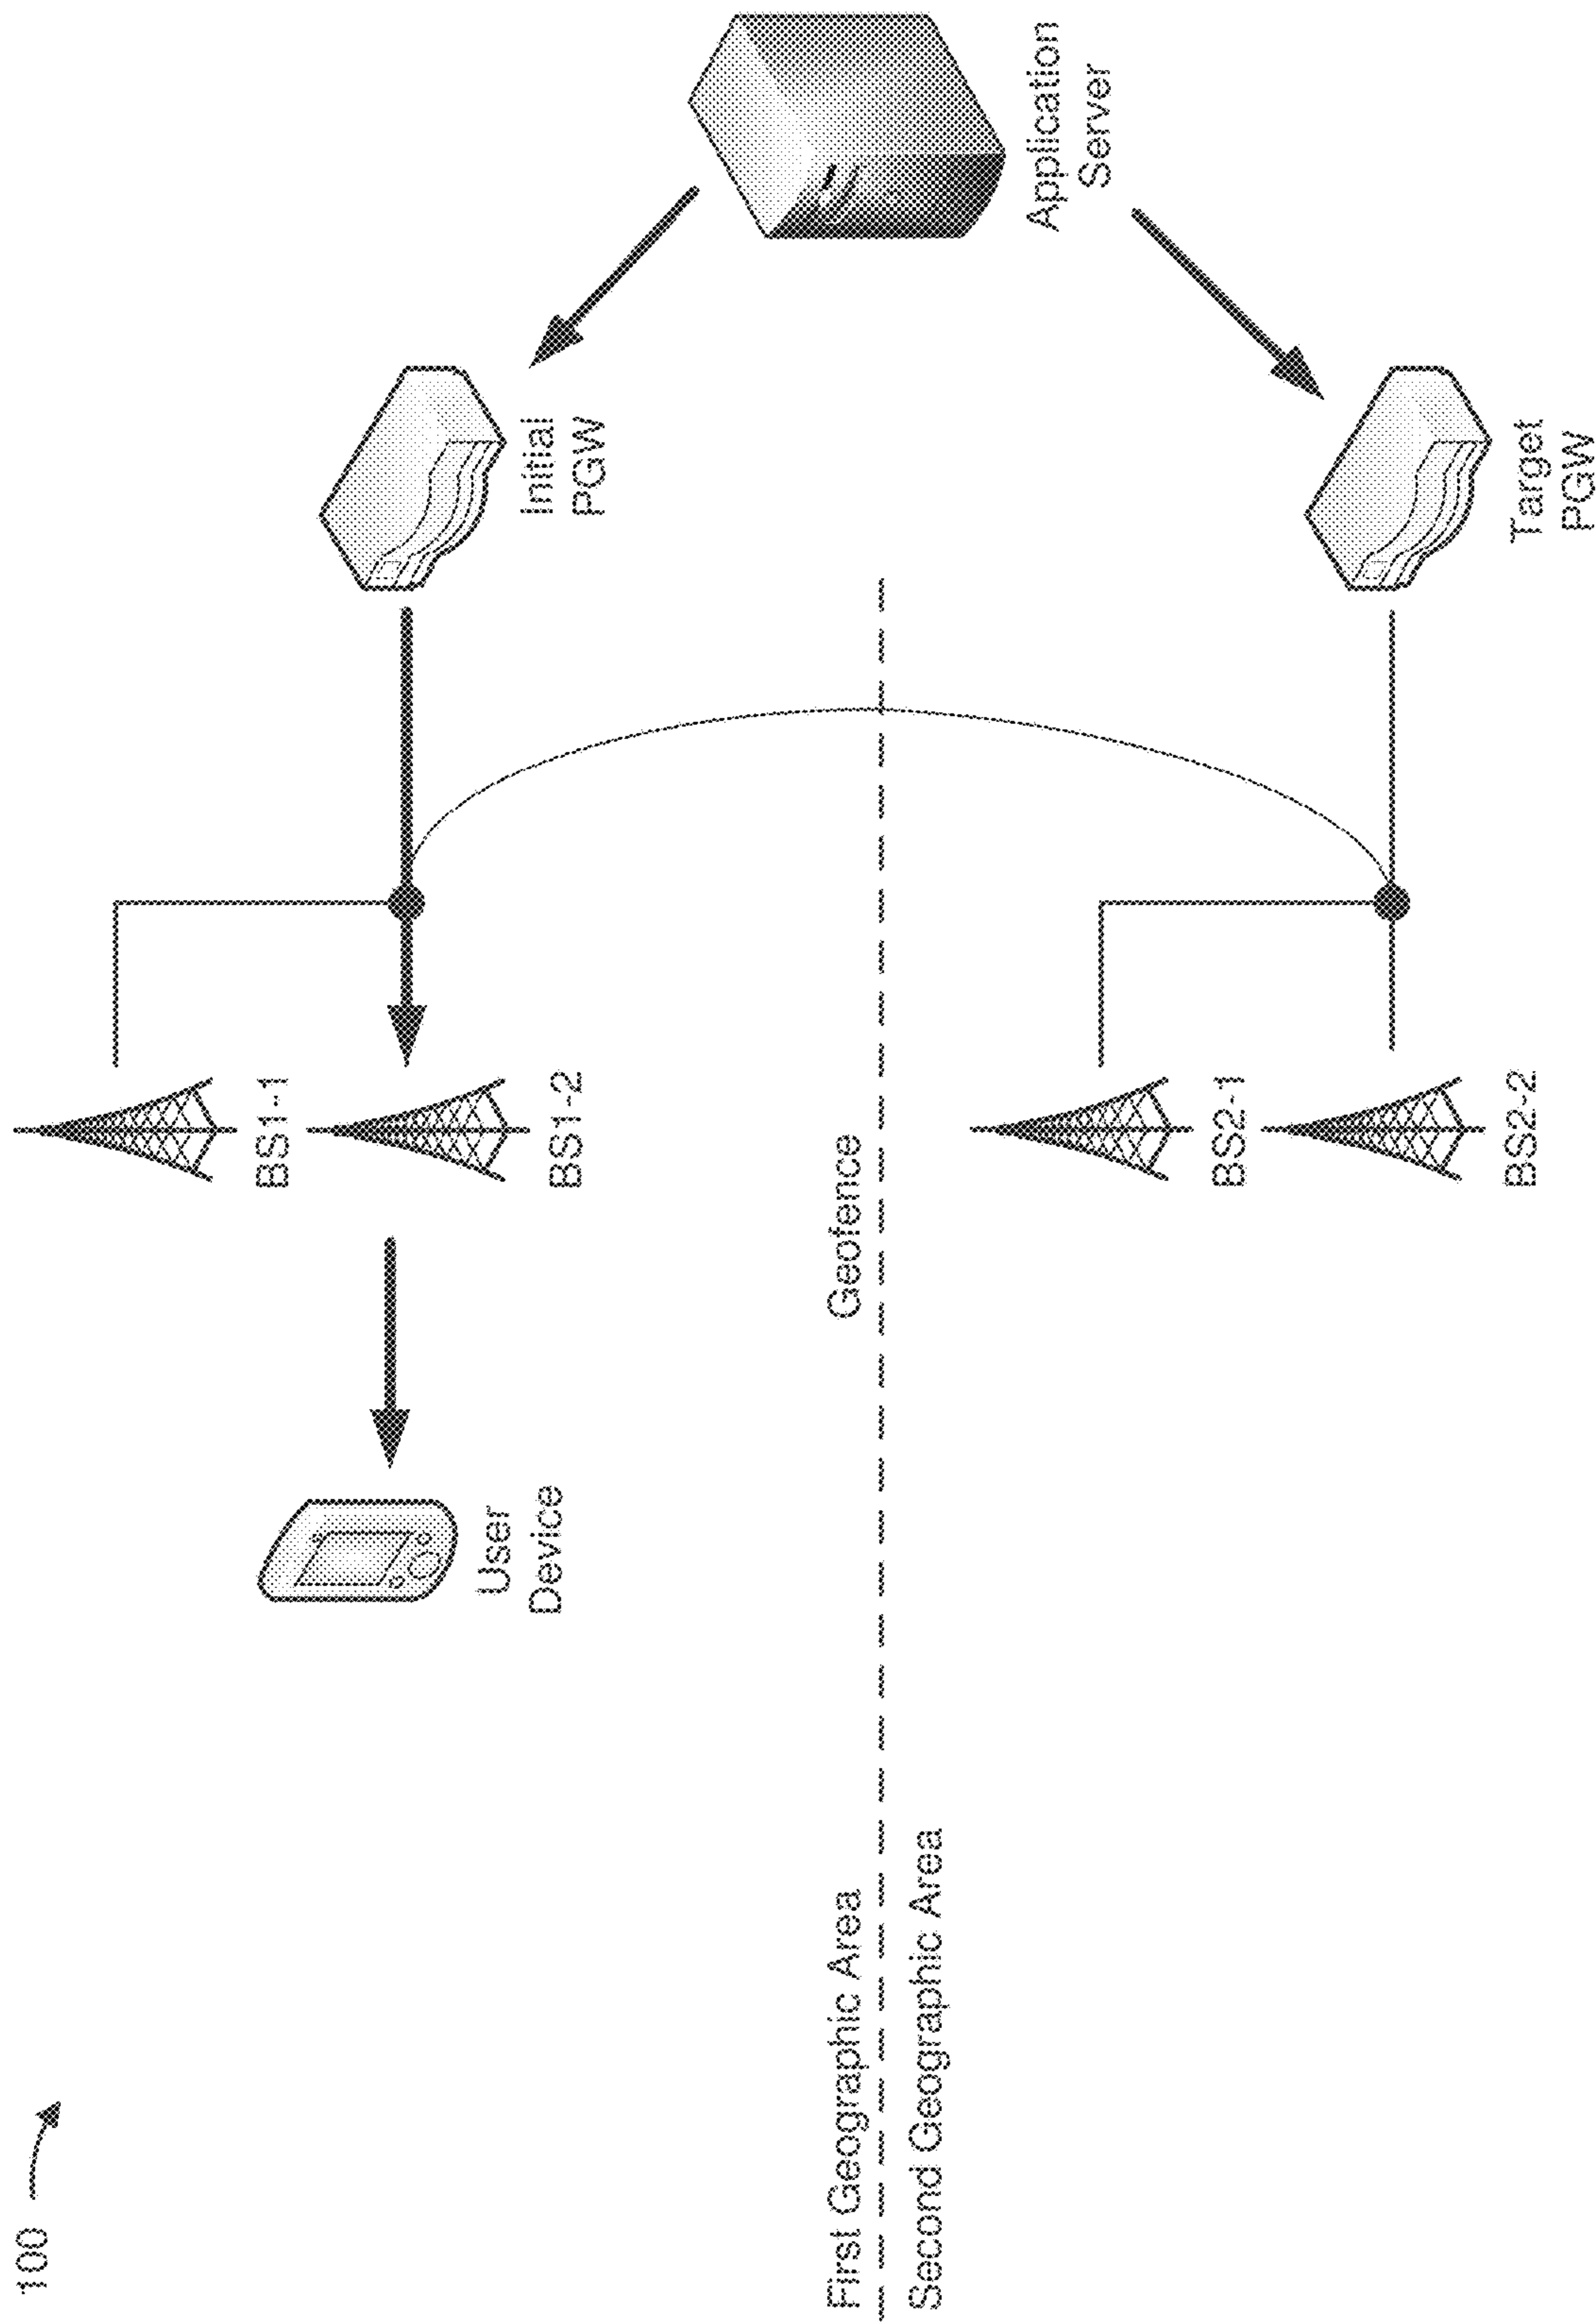 100
User
Device
BS1-1
BS1-2
Initial
PGW
Application
Server
Geofence
First Geographic Area
Second Geographic Area
BS2-1
BS2-2
Target
PGW